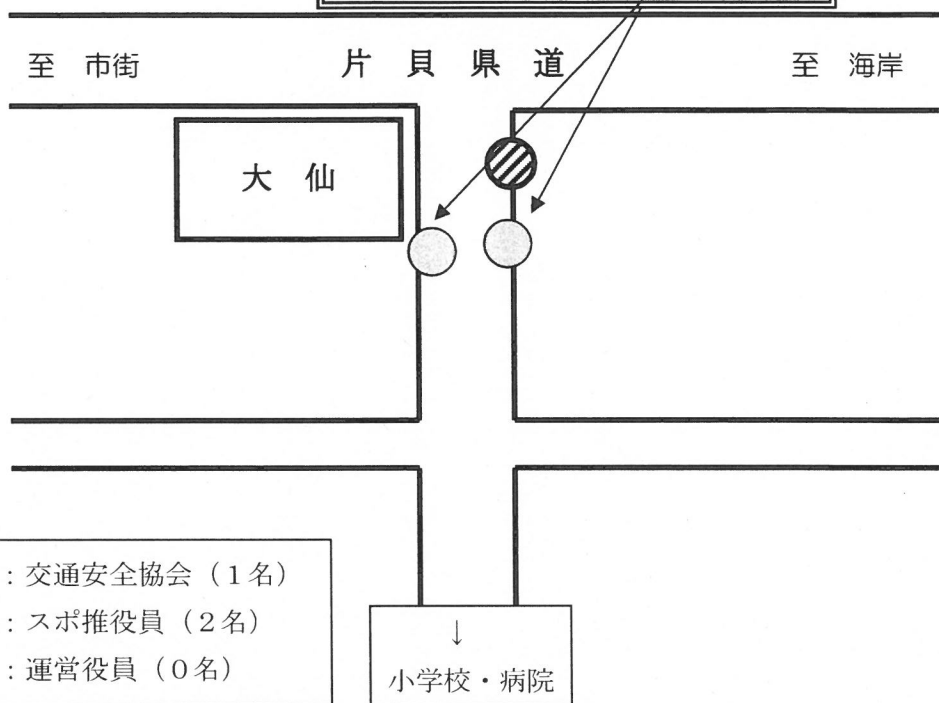 至 市街
片貝県道
至 海岸
大 仙
：交通安全協会（１名）
：スポ推役員（２名）
：運営役員（０名）
↓
小学校・病院